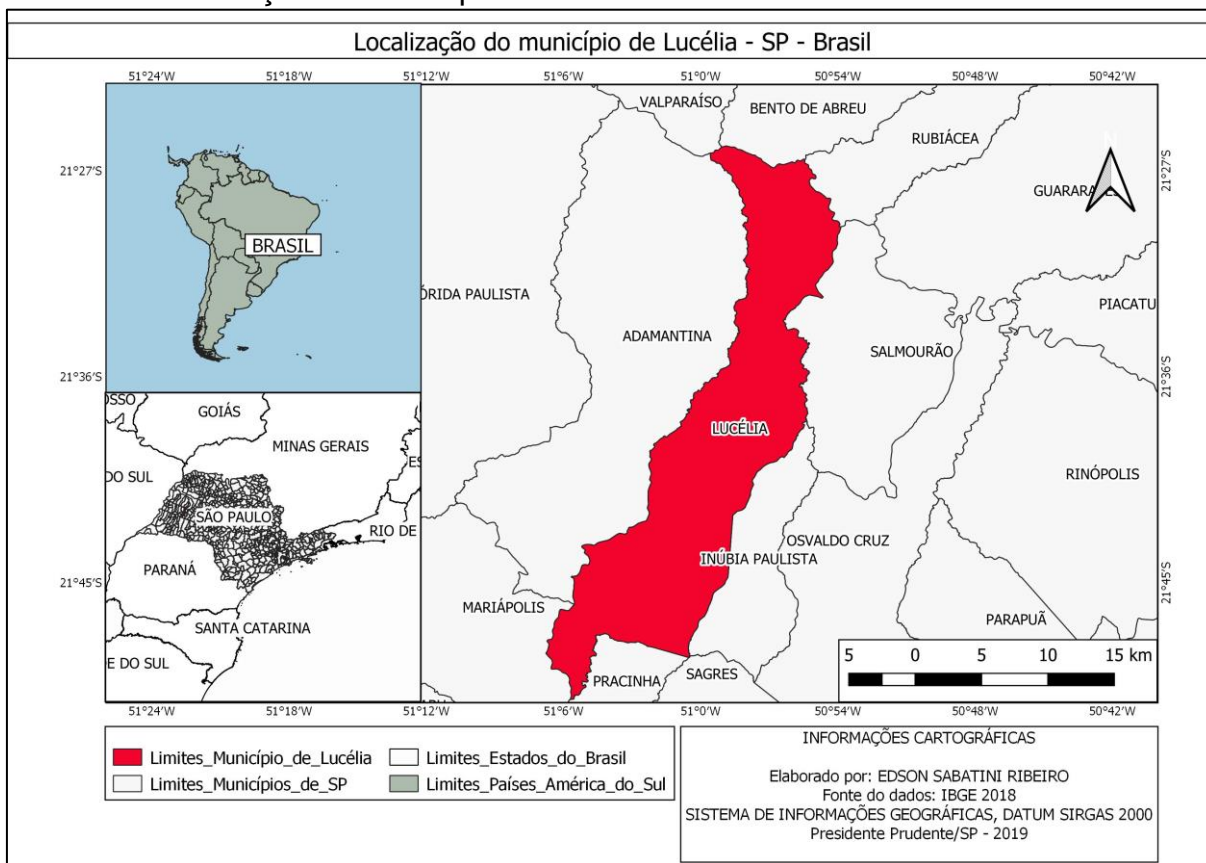 Localização do município de Lucélia - SP - Brasil
51°24'W 51°18'W 51°12'W 51°6'W 51°0'W 50°54'W 50°48'W 50°42'W
21°27'S
21°36'S
21°45'S
BRASIL
GOIÁS
MINAS GERAIS
DO SUL
SÃO PAULO
RIO DE
PARANÁ
SANTA CATARINA
E DO SUL
VALPARAÍSO
BENTO DE ABREU
RUBIÁCEA
N
21°27'S
ÓRIDA PAULISTA
PIACATU
ADAMANTINA
SALMOURÃO
21°36'S
LUCÉLIA
RINÓPOLIS
OSVALDO CRUZ
INÚBIA PAULISTA
21°45'S
MARIÁPOLIS
PARAPUÃ
PRACINHA
SAGRES
5 0 5 10 15 km
51°24'W 51°18'W 51°12'W 51°6'W 51°0'W 50°54'W 50°48'W 50°42'W
Limites_Município_de_Lucélia
Limites_Estados_do_Brasil
Limites_Municípios_de_SP
Limites_Países_América_do_Sul
INFORMAÇÕES CARTOGRÁFICAS
Elaborado por: EDSON SABATINI RIBEIRO
Fonte do dados: IBGE 2018
SISTEMA DE INFORMAÇÕES GEOGRÁFICAS, DATUM SIRGAS 2000
Presidente Prudente/SP - 2019